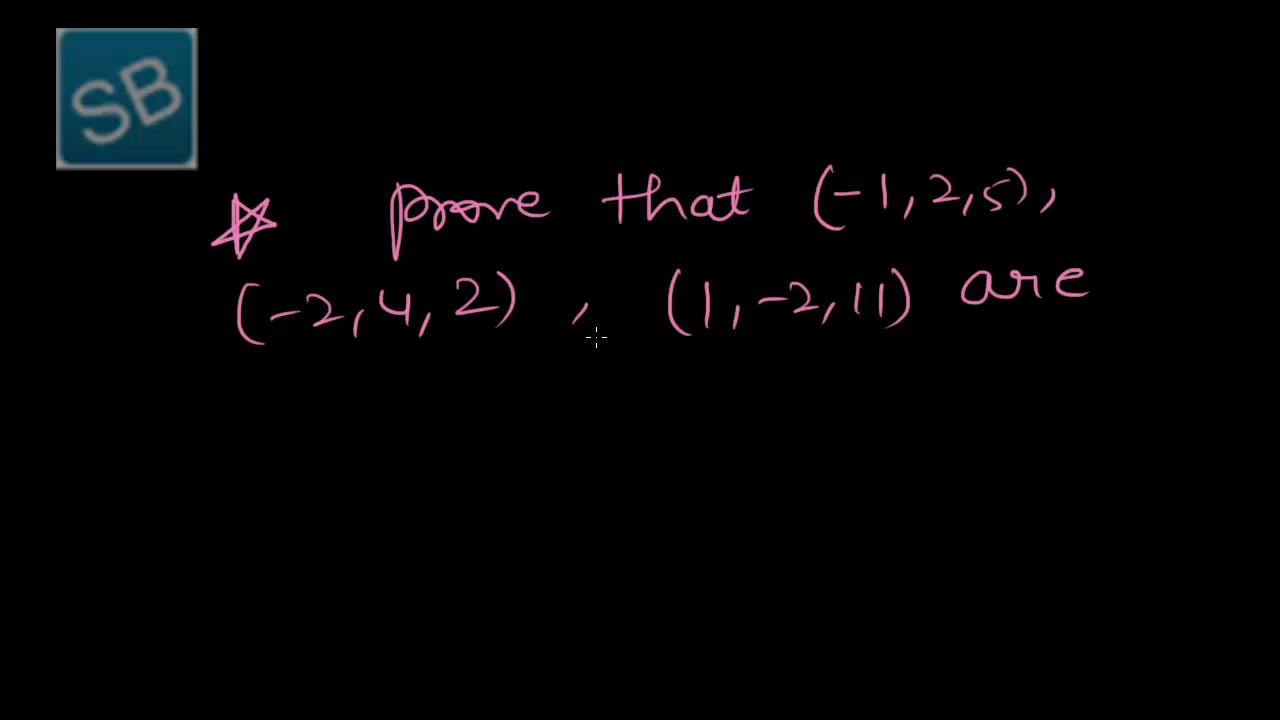 SB
prove that (-1,2,5),
(-2,4,2) , (1,-2,11) are